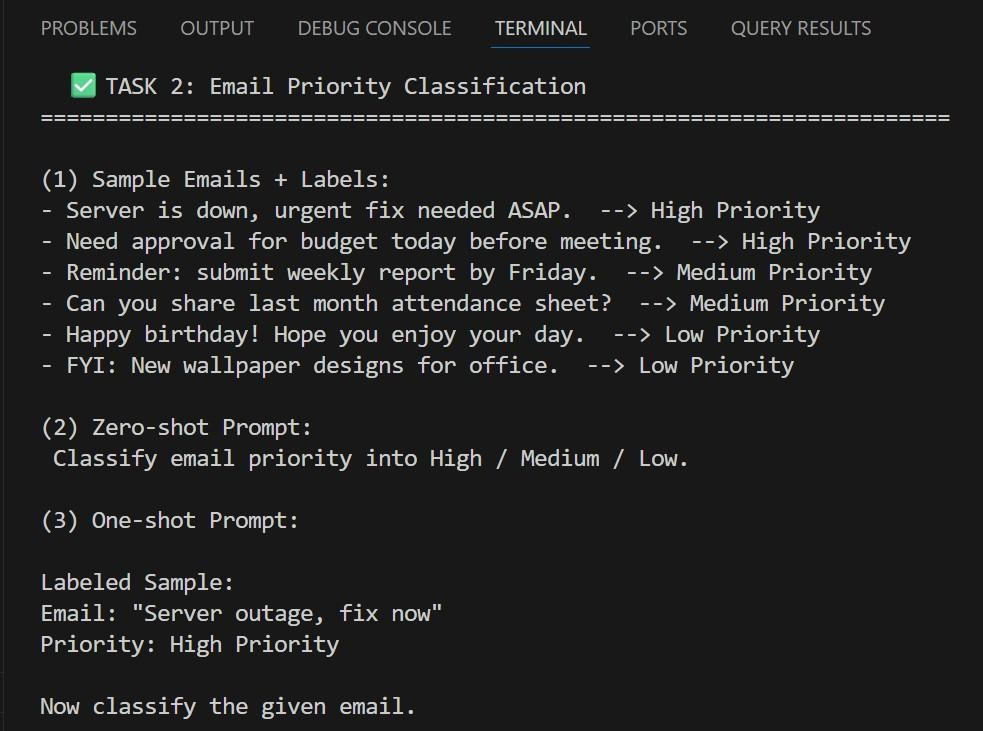 PROBLEMS OUTPUT DEBUG CONSOLE TERMINAL PORTS QUERY RESULTS
✅ TASK 2: Email Priority Classification
======================================================================
(1) Sample Emails + Labels:
- Server is down, urgent fix needed ASAP.  --> High Priority
- Need approval for budget today before meeting.  --> High Priority
- Reminder: submit weekly report by Friday.  --> Medium Priority
- Can you share last month attendance sheet?  --> Medium Priority
- Happy birthday! Hope you enjoy your day.  --> Low Priority
- FYI: New wallpaper designs for office.  --> Low Priority
(2) Zero-shot Prompt:
Classify email priority into High / Medium / Low.
(3) One-shot Prompt:
Labeled Sample:
Email: "Server outage, fix now"
Priority: High Priority
Now classify the given email.